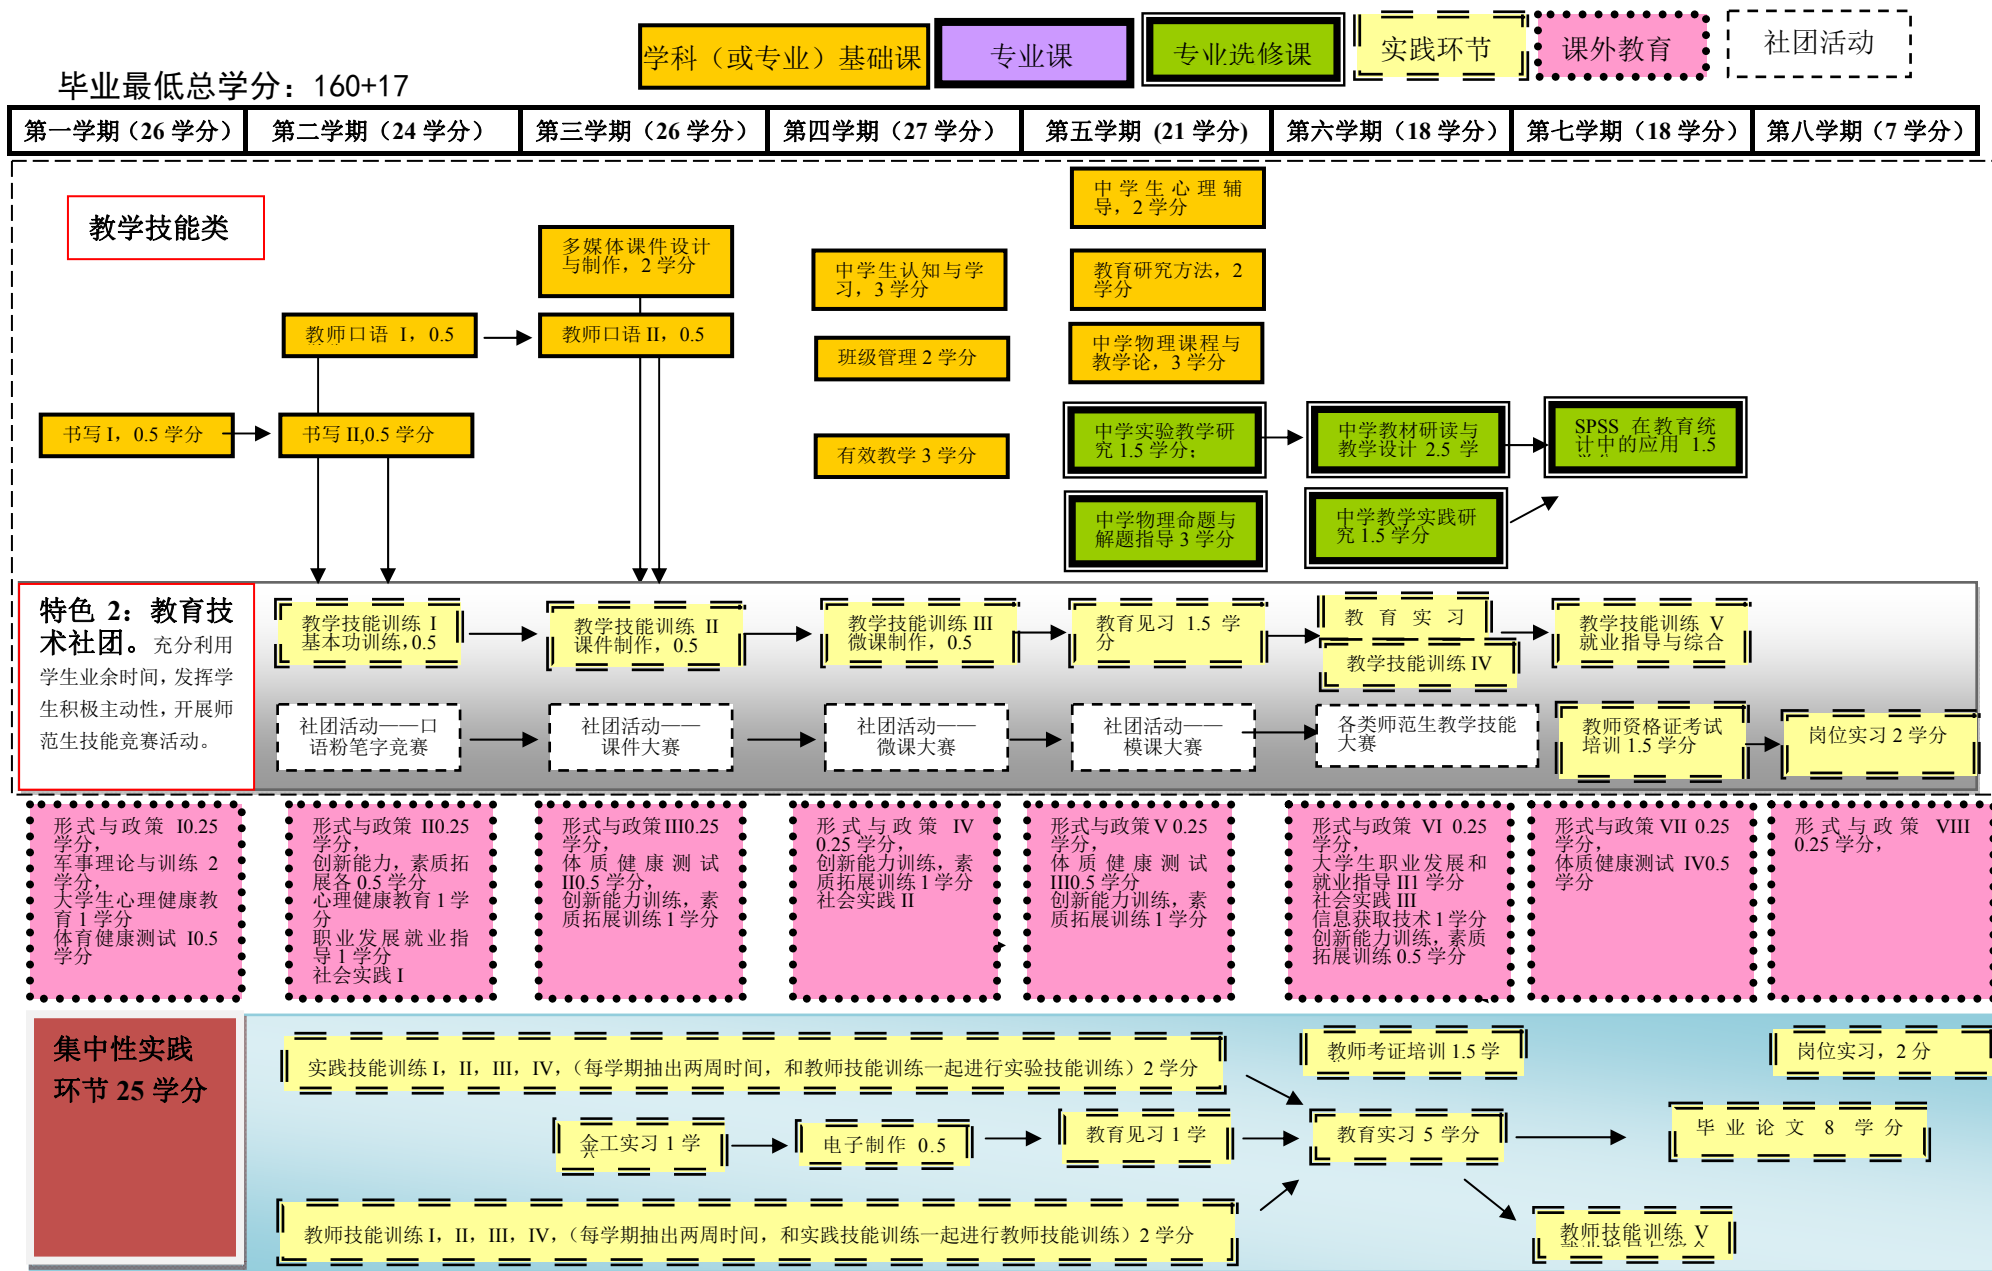 学科（或专业）基础课
专业课
专业选修课
实践环节
课外教育
社团活动
毕业最低总学分：160+17
第一学期（26 学分）
第二学期（24 学分）
第三学期（26 学分）
第四学期（27 学分）
第五学期 (21 学分)
第六学期（18 学分）
第七学期（18 学分）
第八学期（7 学分）
教学技能类
中学生心理辅
导，2 学分
多媒体课件设计
与制作，2 学分
中学生认知与学
习，3 学分
教育研究方法，2
学分
教师口语 I，0.5
教师口语 II，0.5
班级管理 2 学分
中学物理课程与
教学论，3 学分
书写 I，0.5 学分
书写 II,0.5 学分
有效教学 3 学分
中学实验教学研
究 1.5 学分；
中学教材研读与
教学设计 2.5 学
SPSS 在教育统
计中的应用 1.5
中学物理命题与
解题指导 3 学分
中学教学实践研
究 1.5 学分
特色 2：教育技
术社团。充分利用
学生业余时间，发挥学
生积极主动性，开展师
范生技能竞赛活动。
教学技能训练 I
基本功训练,0.5
教学技能训练 II
课件制作，0.5
教学技能训练 III
微课制作，0.5
教育见习 1.5 学
分
教育实习
教学技能训练 IV
教学技能训练 V
就业指导与综合
社团活动——口
语粉笔字竞赛
社团活动——
课件大赛
社团活动——
微课大赛
社团活动——
模课大赛
各类师范生教学技能
大赛
教师资格证考试
培训 1.5 学分
岗位实习 2 学分
形式与政策 I0.25
学分，
军事理论与训练 2
学分，
大学生心理健康教
育 1 学分
体育健康测试 I0.5
学分
形式与政策 II0.25
学分，
创新能力，素质拓
展各 0.5 学分
心理健康教育 1 学
分
职业发展就业指
导 1 学分
社会实践 I
形式与政策 III0.25
学分，
体质健康测试
II0.5 学分，
创新能力训练，素
质拓展训练 1 学分
形式与政策 IV
0.25 学分，
创新能力训练，素
质拓展训练 1 学分
社会实践 II
形式与政策 V 0.25
学分，
体质健康测试
III0.5 学分
创新能力训练，素
质拓展训练 1 学分
形式与政策 VI 0.25
学分，
大学生职业发展和
就业指导 II1 学分
社会实践 III
信息获取技术 1 学分
创新能力训练，素质
拓展训练 0.5 学分
形式与政策 VII 0.25
学分，
体质健康测试 IV0.5
学分
形式与政策 VIII
0.25 学分，
集中性实践
环节 25 学分
实践技能训练 I，II，III，IV，（每学期抽出两周时间，和教师技能训练一起进行实验技能训练）2 学分
教师考证培训 1.5 学
岗位实习，2 分
金工实习 1 学
电子制作 0.5
教育见习 1 学
教育实习 5 学分
毕业论文 8 学分
教师技能训练 I，II，III，IV，（每学期抽出两周时间，和实践技能训练一起进行教师技能训练）2 学分
教师技能训练 V